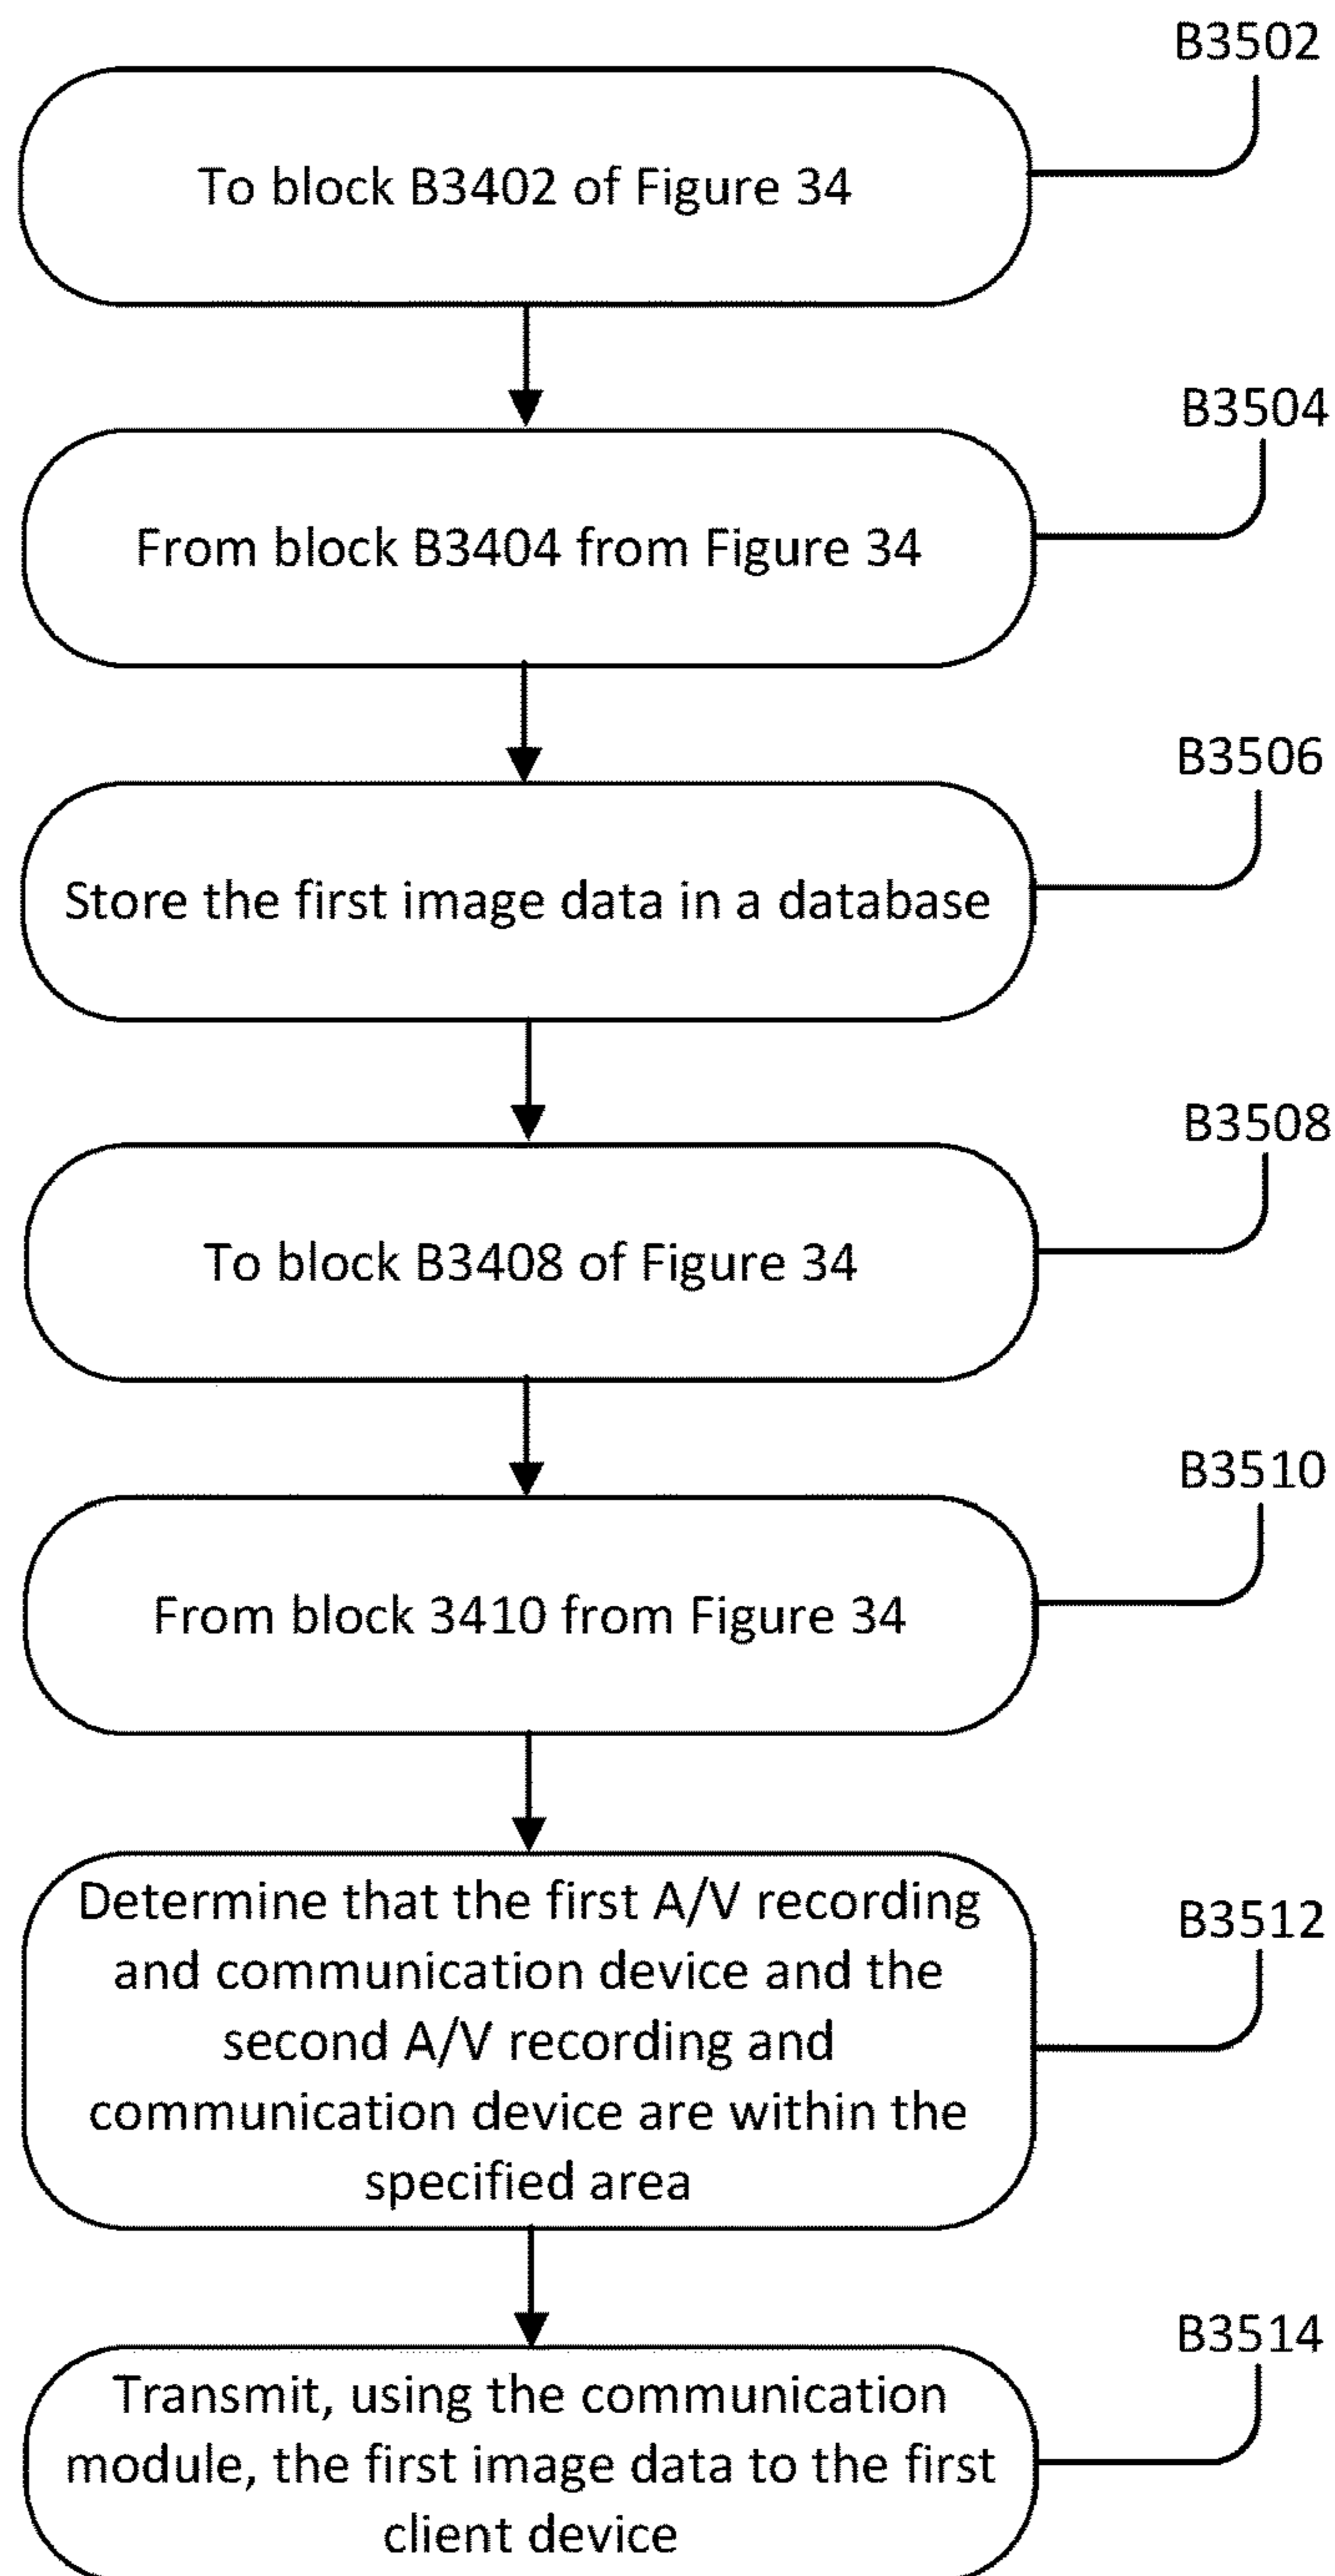 B3502
To block B3402 of Figure 34
B3504
From block B3404 from Figure 34
B3506
Store the first image data in a database
B3508
To block B3408 of Figure 34
B3510
From block 3410 from Figure 34
B3512
Determine that the first A/V recording
and communication device and the
second A/V recording and
communication device are within the
specified area
B3514
Transmit, using the communication
module, the first image data to the first
client device